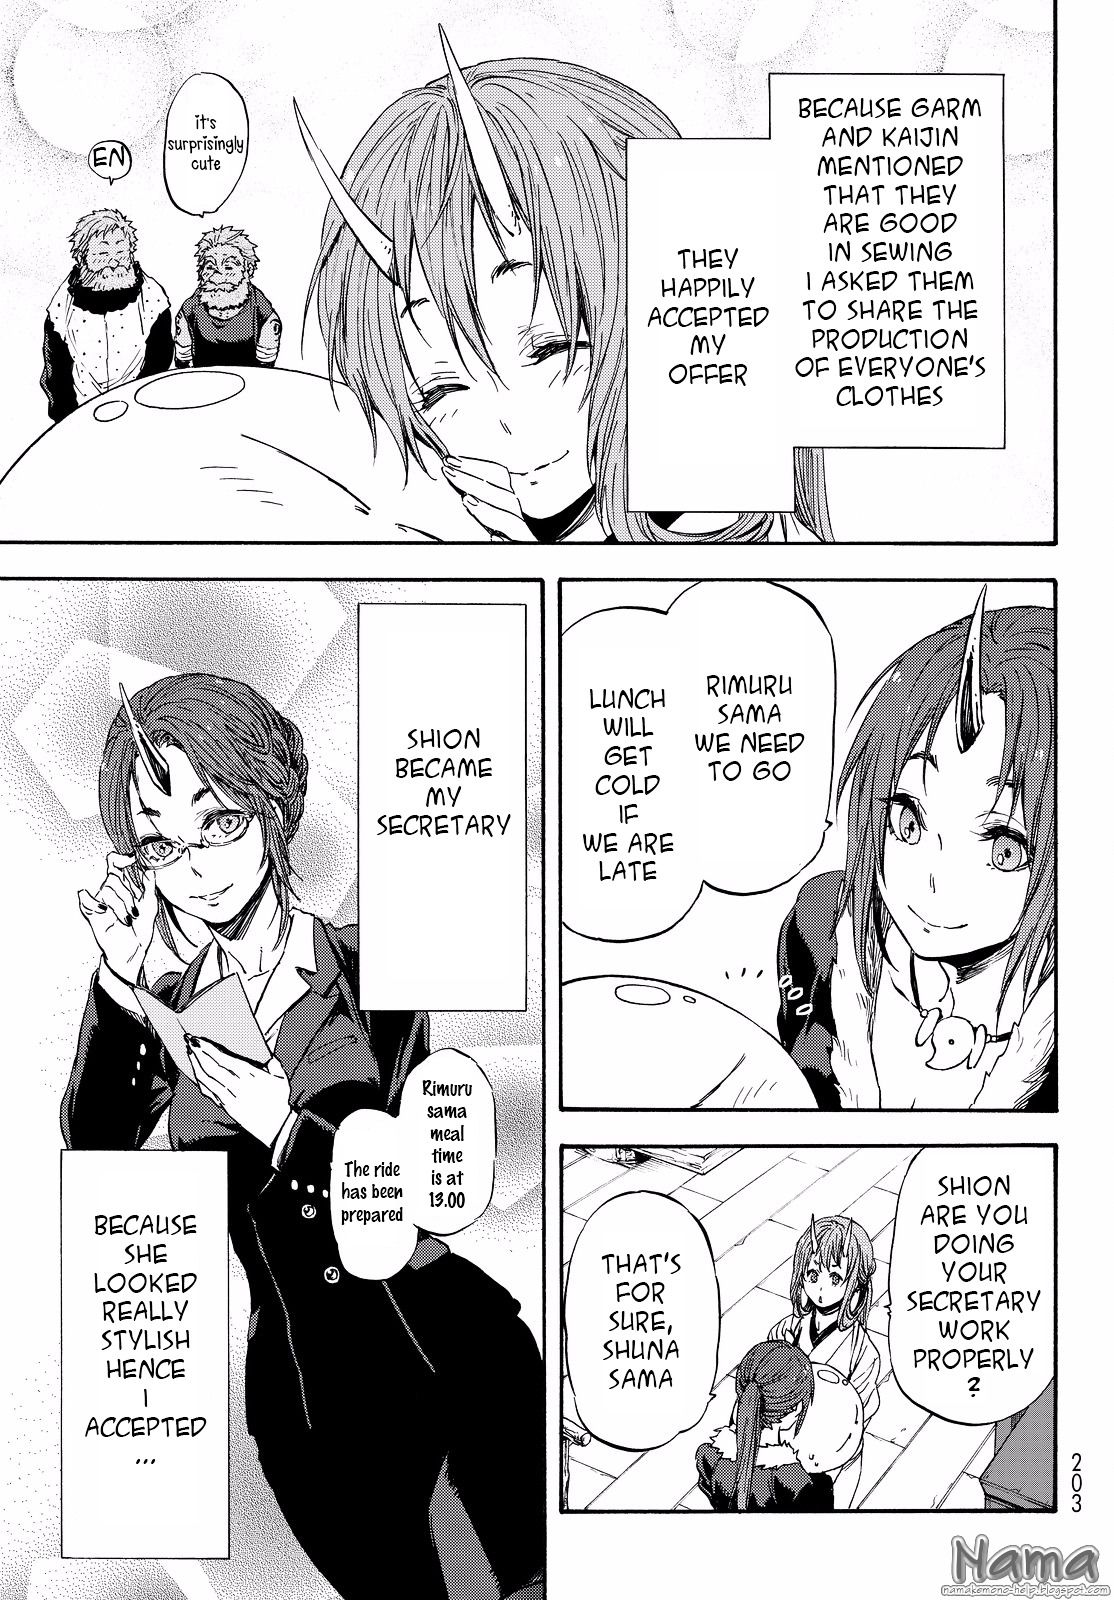 BECAUSE GARM
AND KAIJIN
MENTIONED
THAT THEY
ARE GOOD
IN SEWING
I ASKED THEM
TO SHARE THE
PRODUCTION
OF EVERYONE'S
CLOTHES
THEY
HAPPILY
ACCEPTED
MY
OFFER
it's
surprisingly
cute
EN
RIMURU
SAMA
WE NEED
TO GO
LUNCH
WILL
GET
COLD
IF
WE ARE
LATE
SHION
ARE YOU
DOING
YOUR
SECRETARY
WORK
PROPERLY
?
THAT'S
FOR
SURE,
SHUNA
SAMA
SHION
BECAME
MY
SECRETARY
Rimuru
sama
meal
time
is at
13.00
The ride
has been
prepared
BECAUSE
SHE
LOOKED
REALLY
STYLISH
HENCE
I
ACCEPTED
...
203
Nama
namakemono-help.blogspot.com